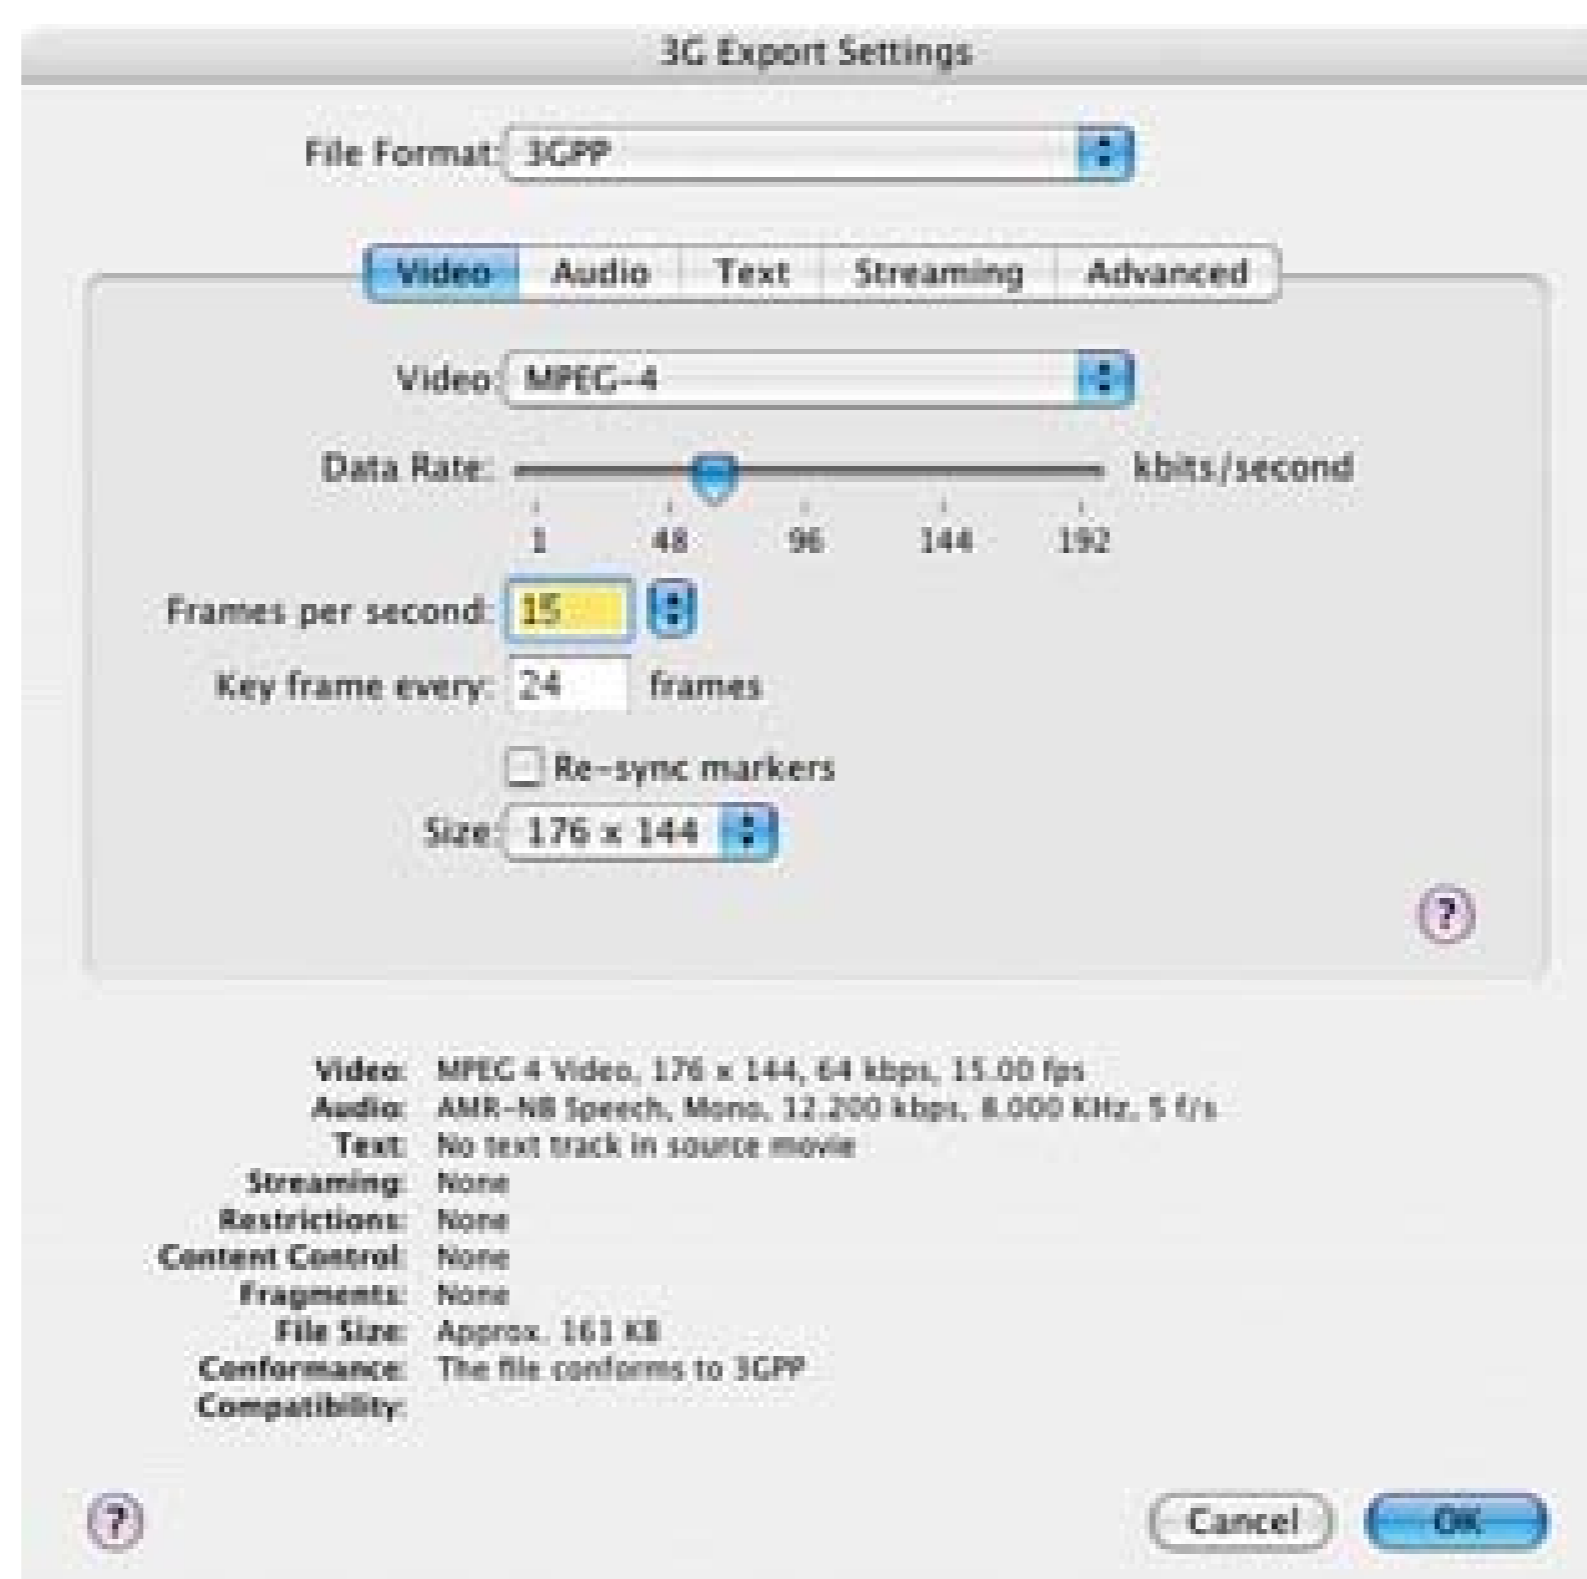 3G Export Settings
File Format: 3GPP
Video Audio Text Streaming Advanced
Video: MPEG-4
Data Rate: kbits/second
1 48 96 144 192
Frames per second: 15
Key frame every: 24 frames
Re-sync markers
Size: 176 x 144
?
Video: MPEG 4 Video, 176 x 144, 64 kbps, 15.00 fps
Audio: AMR-NB Speech, Mono, 12.200 kbps, 8.000 KHz, 5 f/s
Text: No text track in source movie
Streaming: None
Restrictions: None
Content Control: None
Fragments: None
File Size: Approx. 161 KB
Conformance: The file conforms to 3GPP
Compatibility:
? Cancel OK